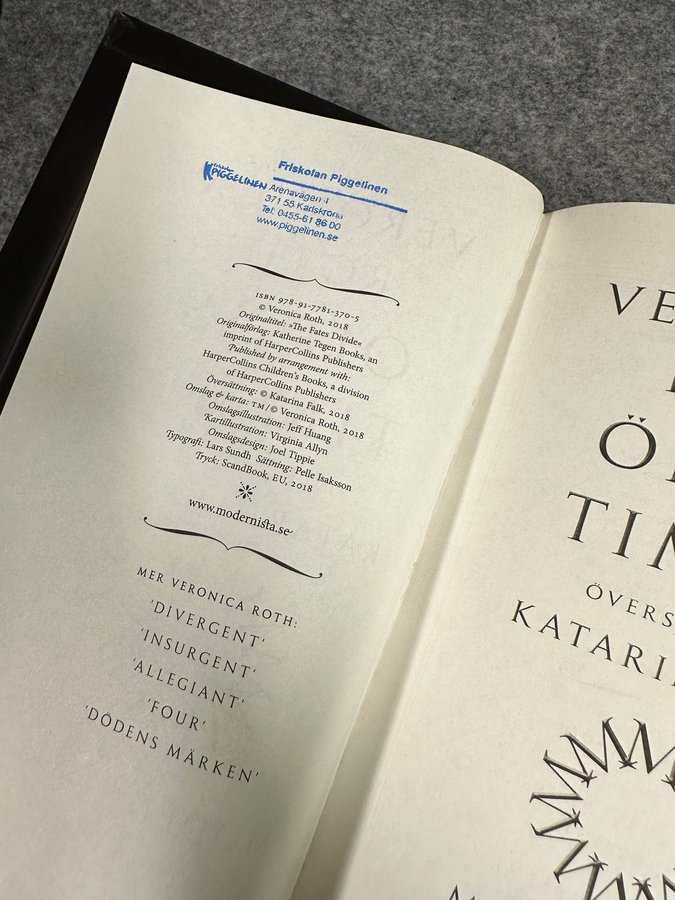 Friskolan Piggelinen
Friskolan
PIGGELINEN
Arenavägen 4
371 55 Karlskrona
Tel: 0455-61 86 00
www.piggelinen.se
ISBN 978-91-7781-370-5
© Veronica Roth, 2018
Originaltitel: »The Fates Divide«
Originalförlag: Katherine Tegen Books, an
imprint of HarperCollins Publishers
Published by arrangement with:
HarperCollins Children's Books, a division
of HarperCollins Publishers
Översättning: © Katarina Falk, 2018
Omslag & karta: TM/© Veronica Roth, 2018
Omslagsillustration: Jeff Huang
Kartillustration: Virginia Allyn
Omslagsdesign: Joel Tippie
Typografi: Lars Sundh Sättning: Pelle Isaksson
Tryck: ScandBook, EU, 2018
www.modernista.se
MER VERONICA ROTH:
'DIVERGENT'
'INSURGENT'
'ALLEGIANT'
'FOUR'
'DÖDENS MÄRKEN'
VE
Ö
TI
ÖVERS
KATARI